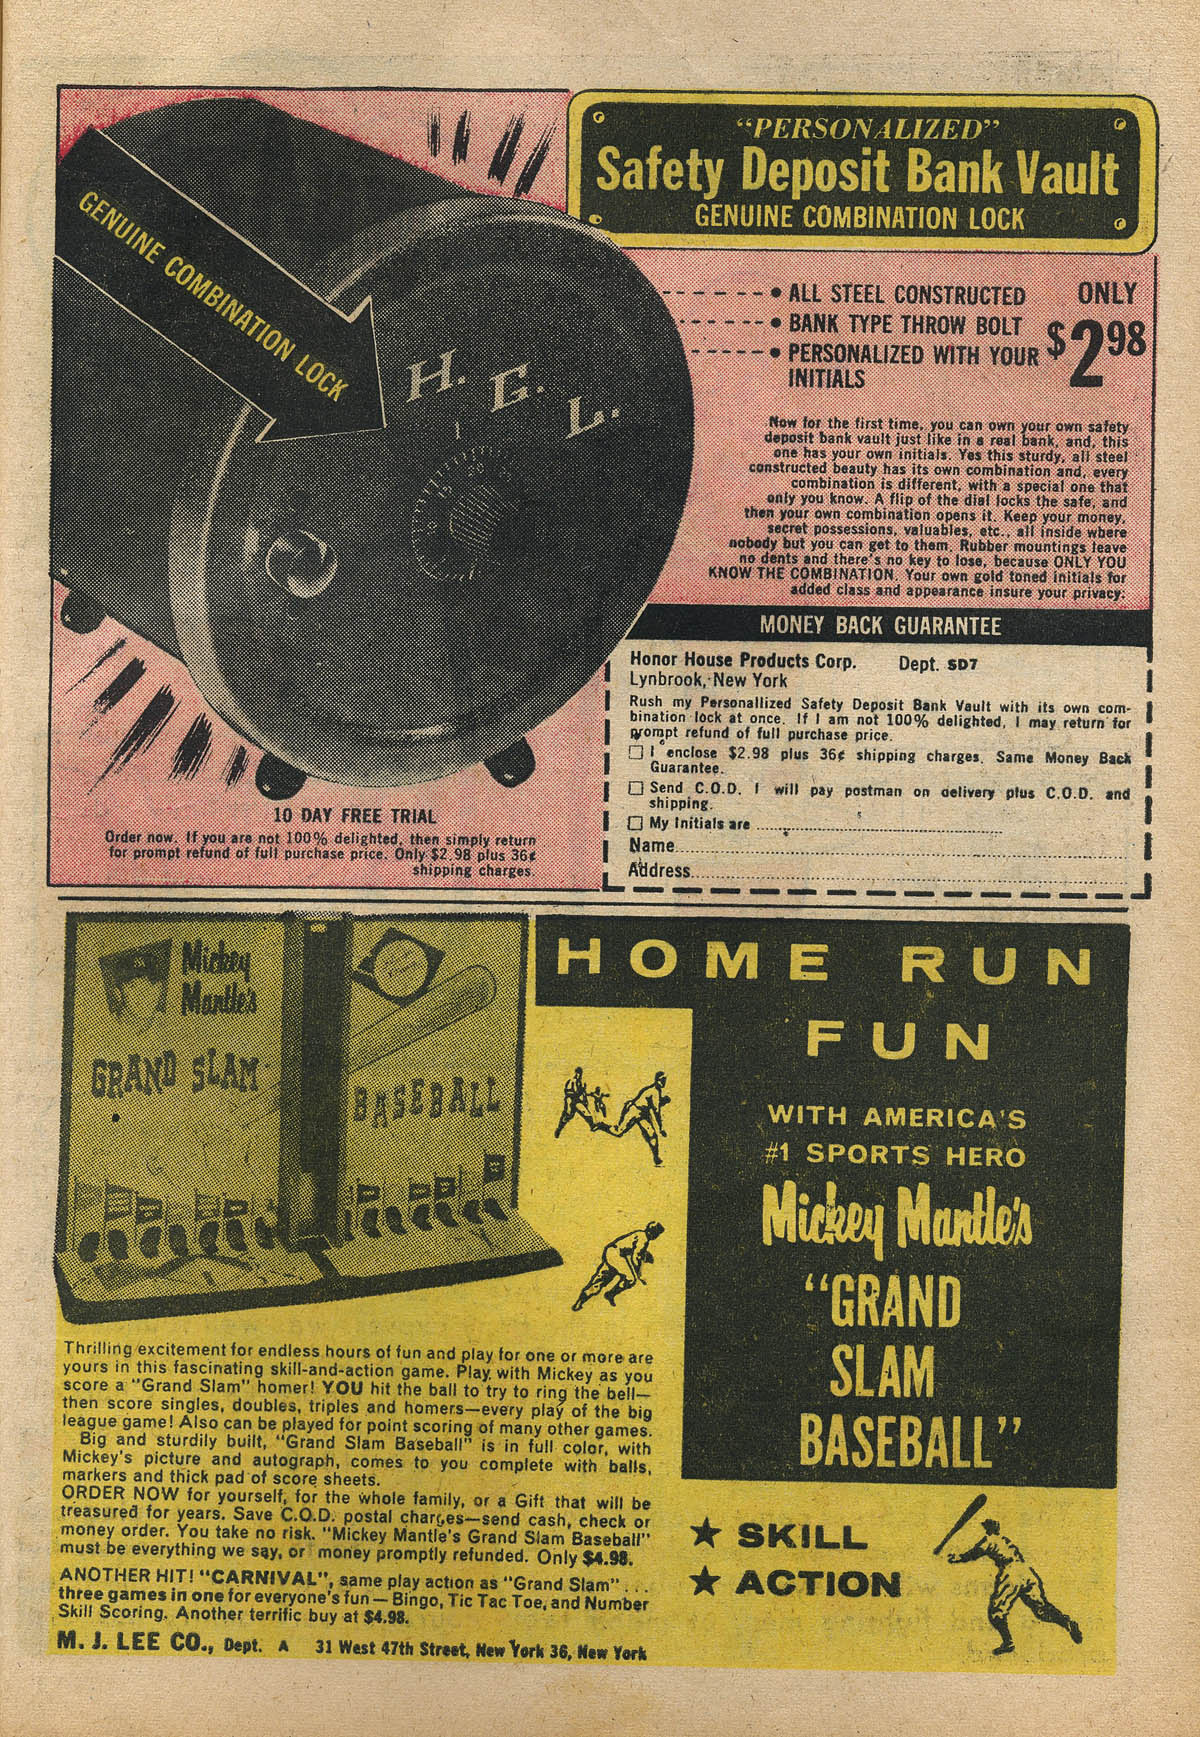 "PERSONALIZED"
Safety Deposit Bank Vault
GENUINE COMBINATION LOCK
GENUINE COMBINATION LOCK
H. G. L.
15 20 25
• ALL STEEL CONSTRUCTED
• BANK TYPE THROW BOLT
• PERSONALIZED WITH YOUR
INITIALS
ONLY
$2 98
Now for the first time, you can own your own safety
deposit bank vault just like in a real bank, and, this
one has your own initials. Yes this sturdy, all steel
constructed beauty has its own combination and, every
combination is different, with a special one that
only you know. A flip of the dial locks the safe, and
then your own combination opens it. Keep your money,
secret possessions, valuables, etc., all inside where
nobody but you can get to them. Rubber mountings leave
no dents and there's no key to lose, because ONLY YOU
KNOW THE COMBINATION. Your own gold toned initials for
added class and appearance insure your privacy.
10 DAY FREE TRIAL
Order now. If you are not 100% delighted, then simply return
for prompt refund of full purchase price. Only $2.98 plus 36¢
shipping charges.
MONEY BACK GUARANTEE
Honor House Products Corp. Dept. SD7
Lynbrook, New York
Rush my Personallized Safety Deposit Bank Vault with its own com-
bination lock at once. If I am not 100% delighted, I may return for
prompt refund of full purchase price.
☐ I enclose $2.98 plus 36¢ shipping charges. Same Money Back
Guarantee.
☐ Send C.O.D. I will pay postman on delivery plus C.O.D. and
shipping.
☐ My Initials are
Name
Address
Mickey
Mantle's
GRAND SLAM
BASEBALL
HOME RUN
FUN
WITH AMERICA'S
#1 SPORTS HERO
Mickey Mantle's
"GRAND
SLAM
BASEBALL"
★ SKILL
★ ACTION
Thrilling excitement for endless hours of fun and play for one or more are
yours in this fascinating skill-and-action game. Play with Mickey as you
score a "Grand Slam" homer! YOU hit the ball to try to ring the bell—
then score singles, doubles, triples and homers—every play of the big
league game! Also can be played for point scoring of many other games.
Big and sturdily built, "Grand Slam Baseball" is in full color, with
Mickey's picture and autograph, comes to you complete with balls,
markers and thick pad of score sheets.
ORDER NOW for yourself, for the whole family, or a Gift that will be
treasured for years. Save C.O.D. postal charges—send cash, check or
money order. You take no risk. "Mickey Mantle's Grand Slam Baseball"
must be everything we say, or money promptly refunded. Only $4.98.
ANOTHER HIT! "CARNIVAL", same play action as "Grand Slam" ...
three games in one for everyone's fun — Bingo, Tic Tac Toe, and Number
Skill Scoring. Another terrific buy at $4.98.
M. J. LEE CO., Dept. A 31 West 47th Street, New York 36, New York